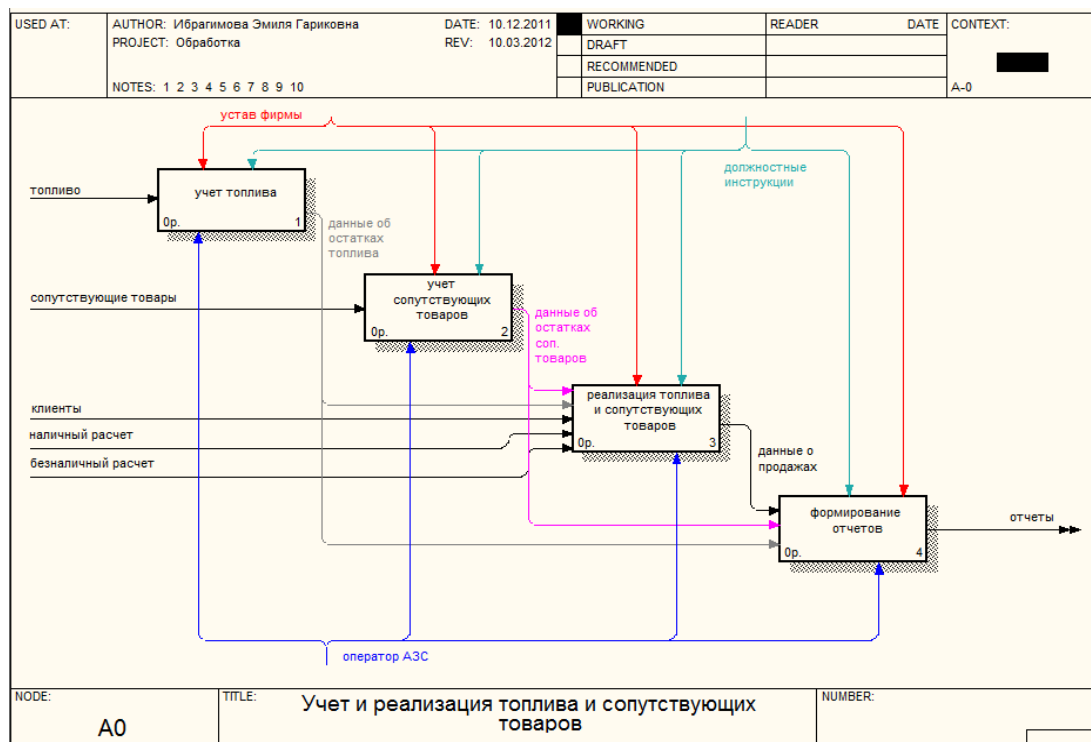 USED AT:
AUTHOR: Ибрагимова Эмиля Гариковна
DATE: 10.12.2011
PROJECT: Обработка
REV: 10.03.2012
NOTES: 1 2 3 4 5 6 7 8 9 10
WORKING
DRAFT
RECOMMENDED
PUBLICATION
READER
DATE
CONTEXT:
A-0
устав фирмы
должностные
инструкции
топливо
учет топлива
0р.
1
данные об
остатках
топлива
сопутствующие товары
учет
сопутствующих
товаров
0р.
2
данные об
остатках
соп.
товаров
клиенты
наличный расчет
безналичный расчет
реализация топлива
и сопутствующих
товаров
0р.
3
данные о
продажах
формирование
отчетов
0р.
4
отчеты
оператор АЗС
NODE:
A0
TITLE:
Учет и реализация топлива и сопутствующих
товаров
NUMBER: